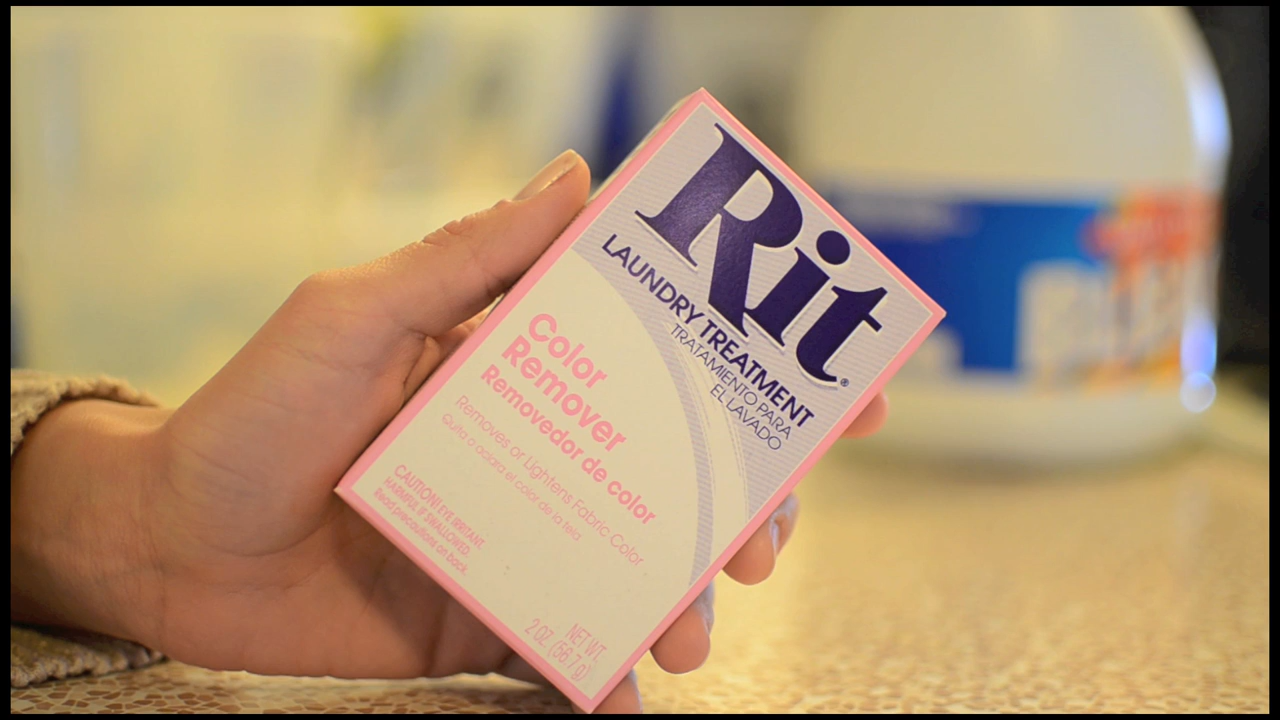 Rit®
LAUNDRY TREATMENT
TRATAMIENTO PARA
EL LAVADO
Color
Remover
Removedor de color
Removes or Lightens Fabric Color
Quita o aclara el color de la tela
CAUTION! EYE IRRITANT.
HARMFUL IF SWALLOWED.
Read precautions on back.
NET WT.
2 OZ. (56.7 g)